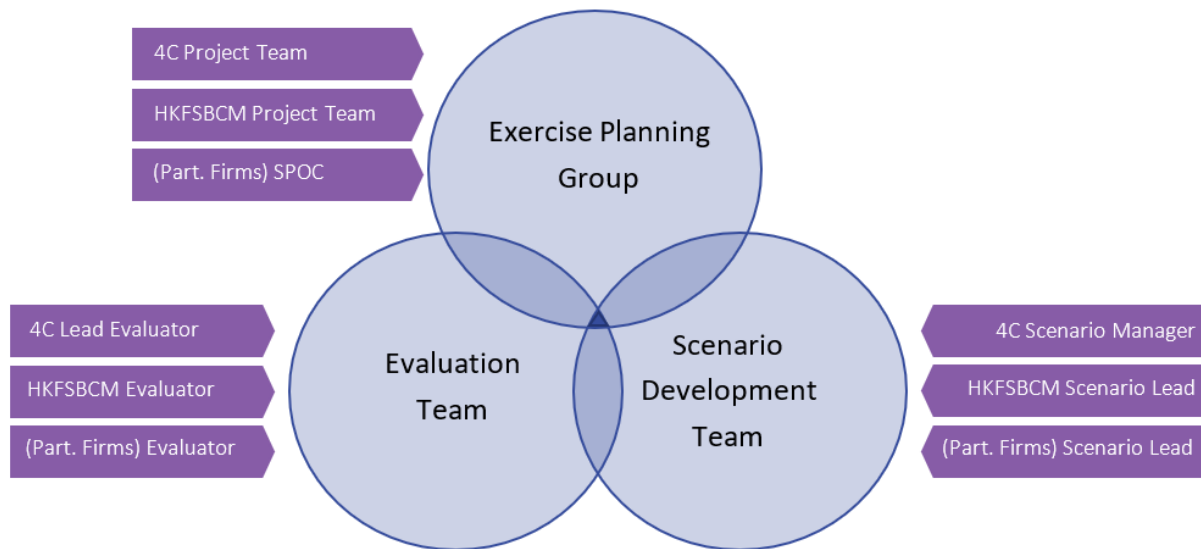 4C Project Team
HKFSBCM Project Team
(Part. Firms) SPOC
Exercise Planning
Group
4C Lead Evaluator
HKFSBCM Evaluator
(Part. Firms) Evaluator
Evaluation
Team
Scenario
Development
Team
4C Scenario Manager
HKFSBCM Scenario Lead
(Part. Firms) Scenario Lead